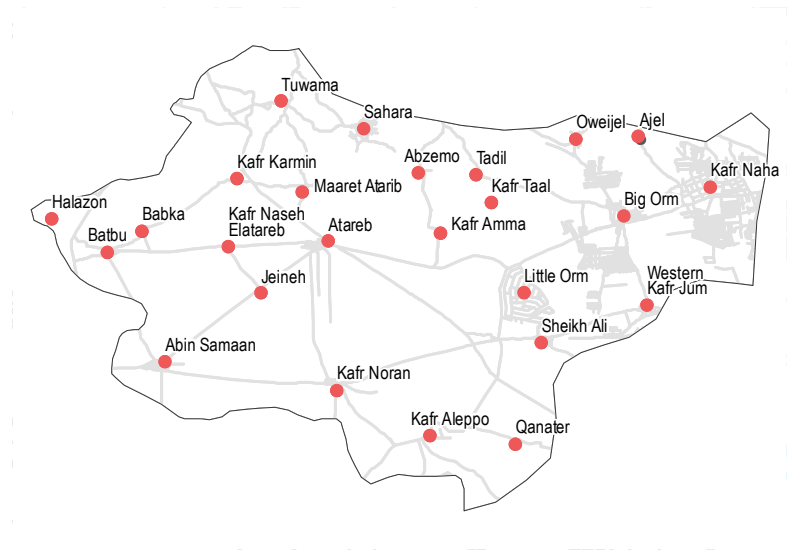 Tuwama
Sahara
Oweijel
Ajel
Kafr Karmin
Abzemo
Tadil
Kafr Naha
Maaret Atarib
Kafr Taal
Halazon
Babka
Kafr Naseh
Elatareb
Atareb
Kafr Amma
Big Orm
Batbu
Jeineh
Little Orm
Western
Kafr Jum
Sheikh Ali
Abin Samaan
Kafr Noran
Kafr Aleppo
Qanater